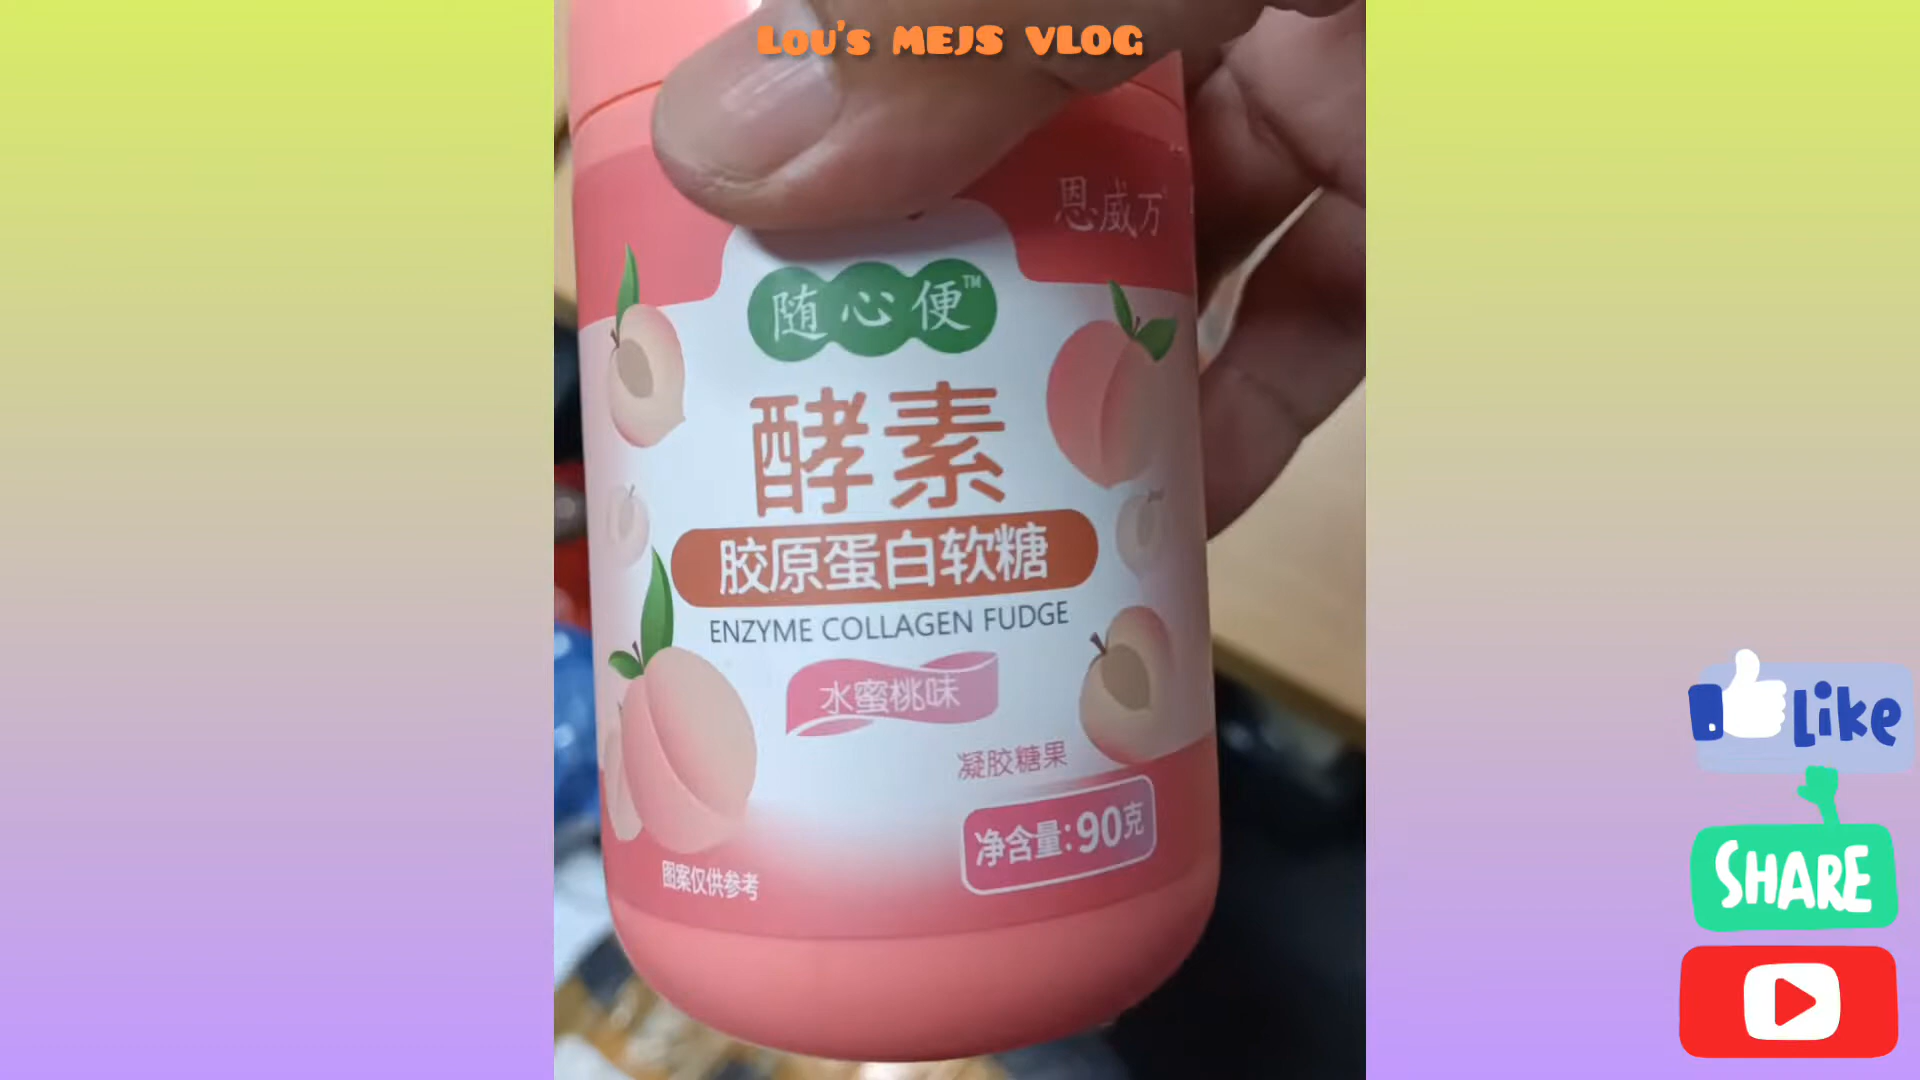 Lou's MEJS VLOG
恩威万
随心便™
酵素
胶原蛋白软糖
ENZYME COLLAGEN FUDGE
水蜜桃味
凝胶糖果
净含量:90克
图案仅供参考
Like
SHARE